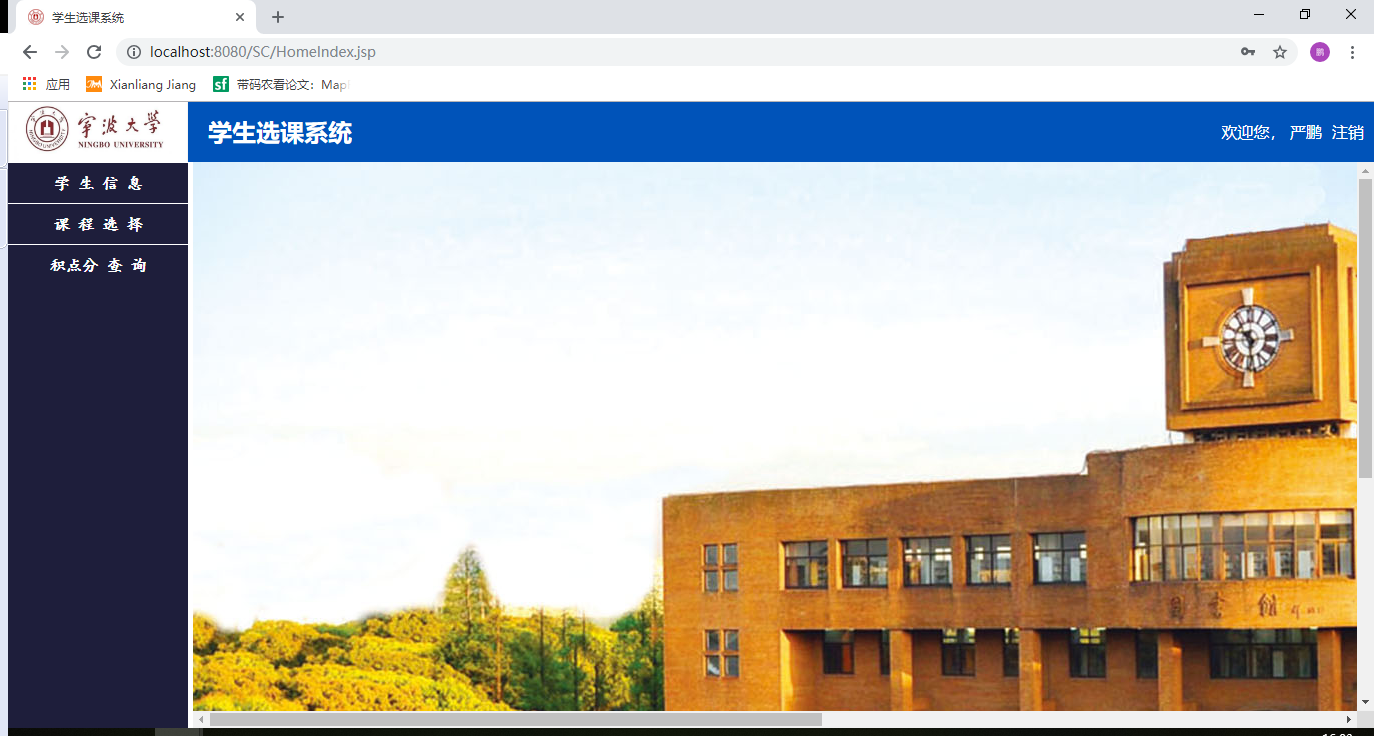 学生选课系统
localhost:8080/SC/HomeIndex.jsp
鹏
应用 Xianliang Jiang sf 带码农看论文：Map
宁波大学
NINGBO UNIVERSITY
学生选课系统
欢迎您， 严鹏 注销
学 生 信 息
课 程 选 择
积点分 查 询
图书馆